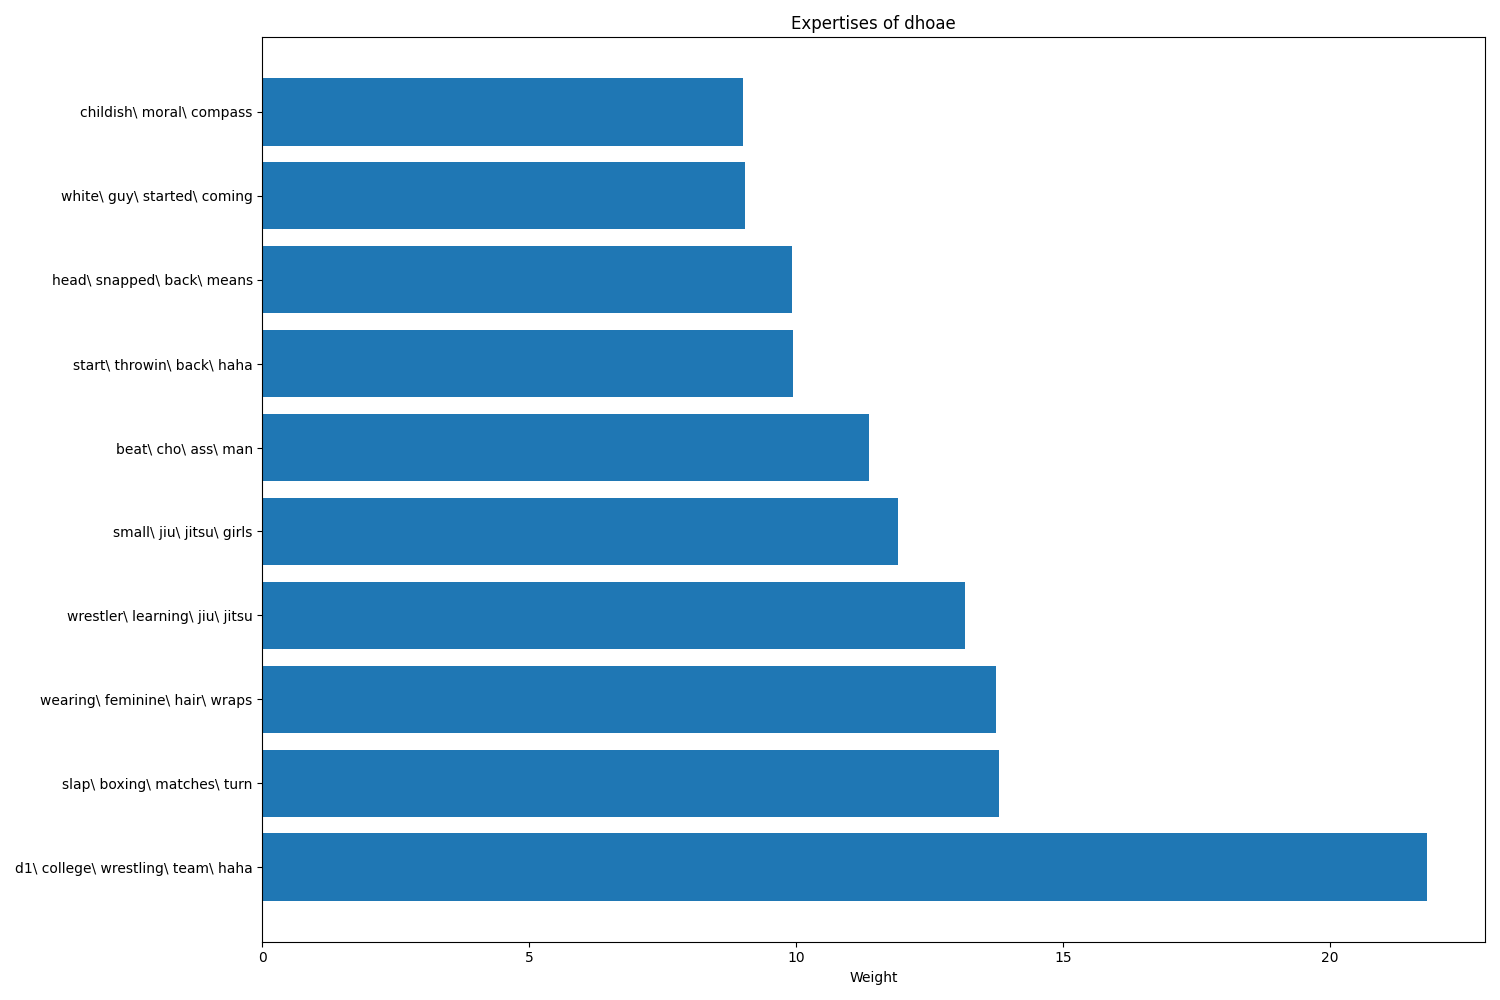 Expertises of dhoae
childish\ moral\ compass
white\ guy\ started\ coming
head\ snapped\ back\ means
start\ throwin\ back\ haha
beat\ cho\ ass\ man
small\ jiu\ jitsu\ girls
wrestler\ learning\ jiu\ jitsu
wearing\ feminine\ hair\ wraps
slap\ boxing\ matches\ turn
d1\ college\ wrestling\ team\ haha
0 5 10 15 20
Weight